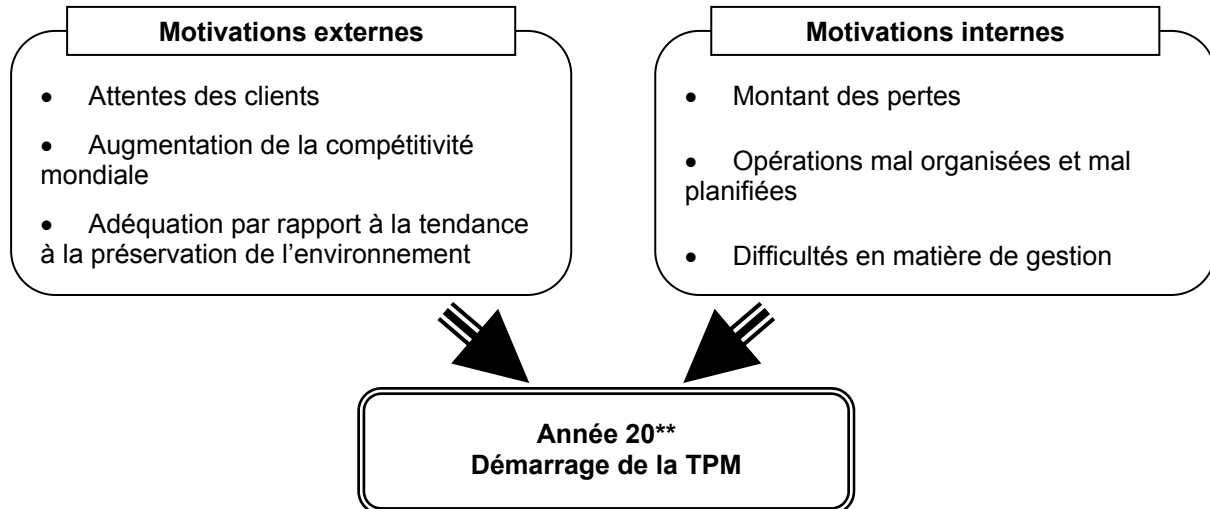 Motivations externes
• Attentes des clients
• Augmentation de la compétitivité
mondiale
• Adéquation par rapport à la tendance
à la préservation de l'environnement
Motivations internes
• Montant des pertes
• Opérations mal organisées et mal
planifiées
• Difficultés en matière de gestion
Année 20**
Démarrage de la TPM